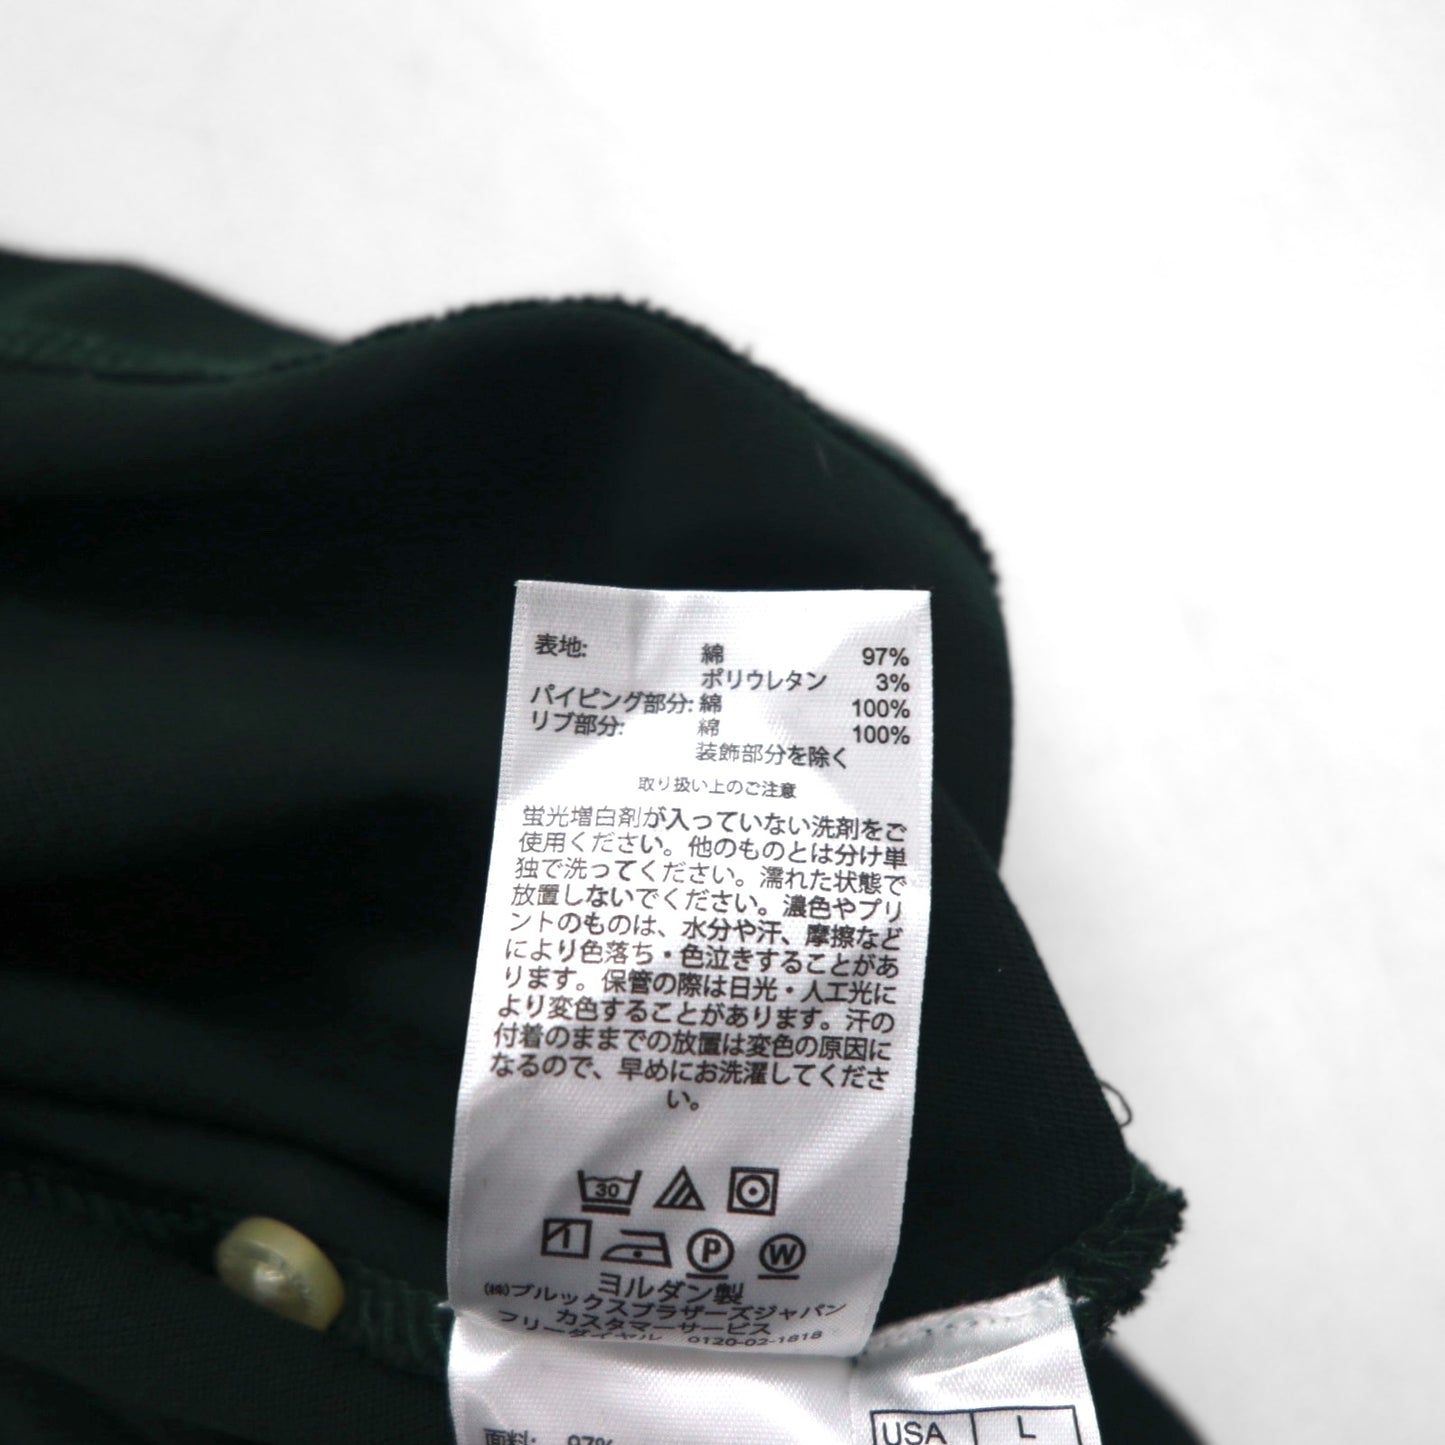 表地: 綿 97%
ポリウレタン 3%
パイピング部分: 綿 100%
リブ部分: 綿 100%
装飾部分を除く
取り扱い上のご注意
蛍光増白剤が入っていない洗剤をご
使用ください。他のものとは分け単
独で洗ってください。濡れた状態で
放置しないでください。濃色やプリ
ントのものは、水分や汗、摩擦など
により色落ち・色泣きすることがあ
ります。保管の際は日光・人工光に
より変色することがあります。汗の
付着のままでの放置は変色の原因に
なるので、早めにお洗濯してくださ
い。
30
P W
ヨルダン製
㈱ブルックスブラザーズジャパン
カスタマーサービス
フリーダイヤル 0120-02-1818
面料: 97%
USA L